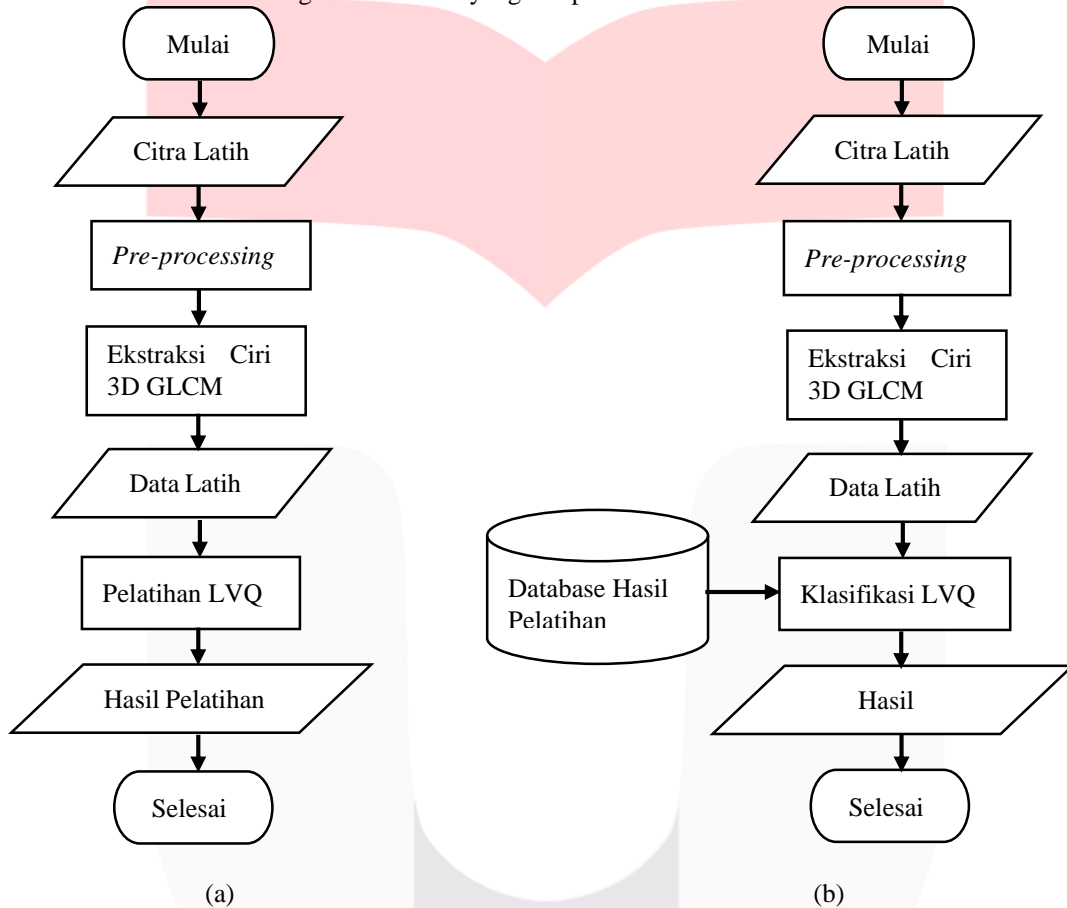 Mulai
Citra Latih
Pre-processing
Ekstraksi Ciri
3D GLCM
Data Latih
Pelatihan LVQ
Hasil Pelatihan
Selesai
(a)
Mulai
Citra Latih
Pre-processing
Ekstraksi Ciri
3D GLCM
Data Latih
Database Hasil
Pelatihan
Klasifikasi LVQ
Hasil
Selesai
(b)